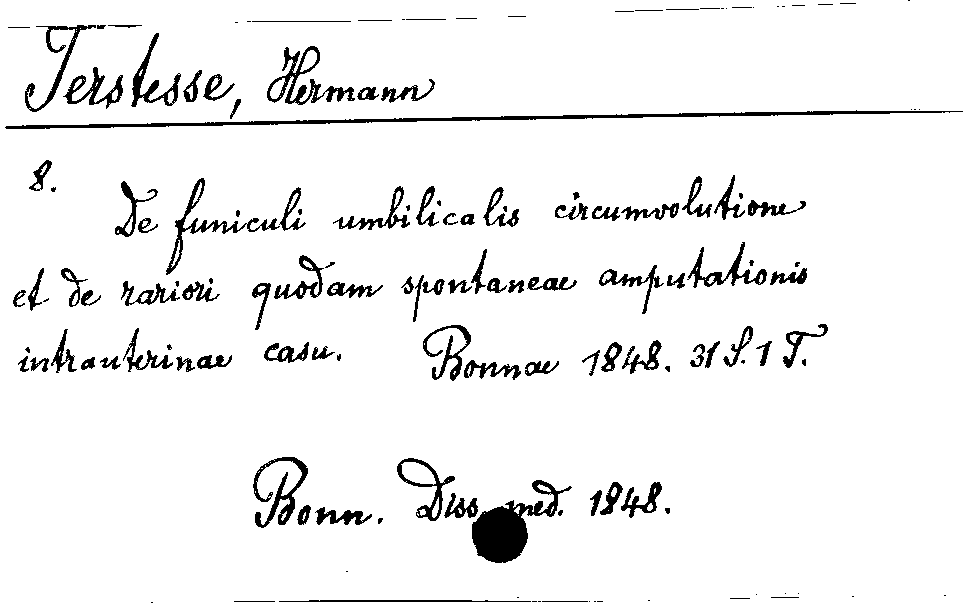 Terstesse, Hermann
8.
De funiculi umbilicalis circumvolutione
et de rariori quodam spontaneae amputationis
intrauterinae casu. Bonnae 1848. 31 S. 1 T.
Bonn. Diss. med. 1848.